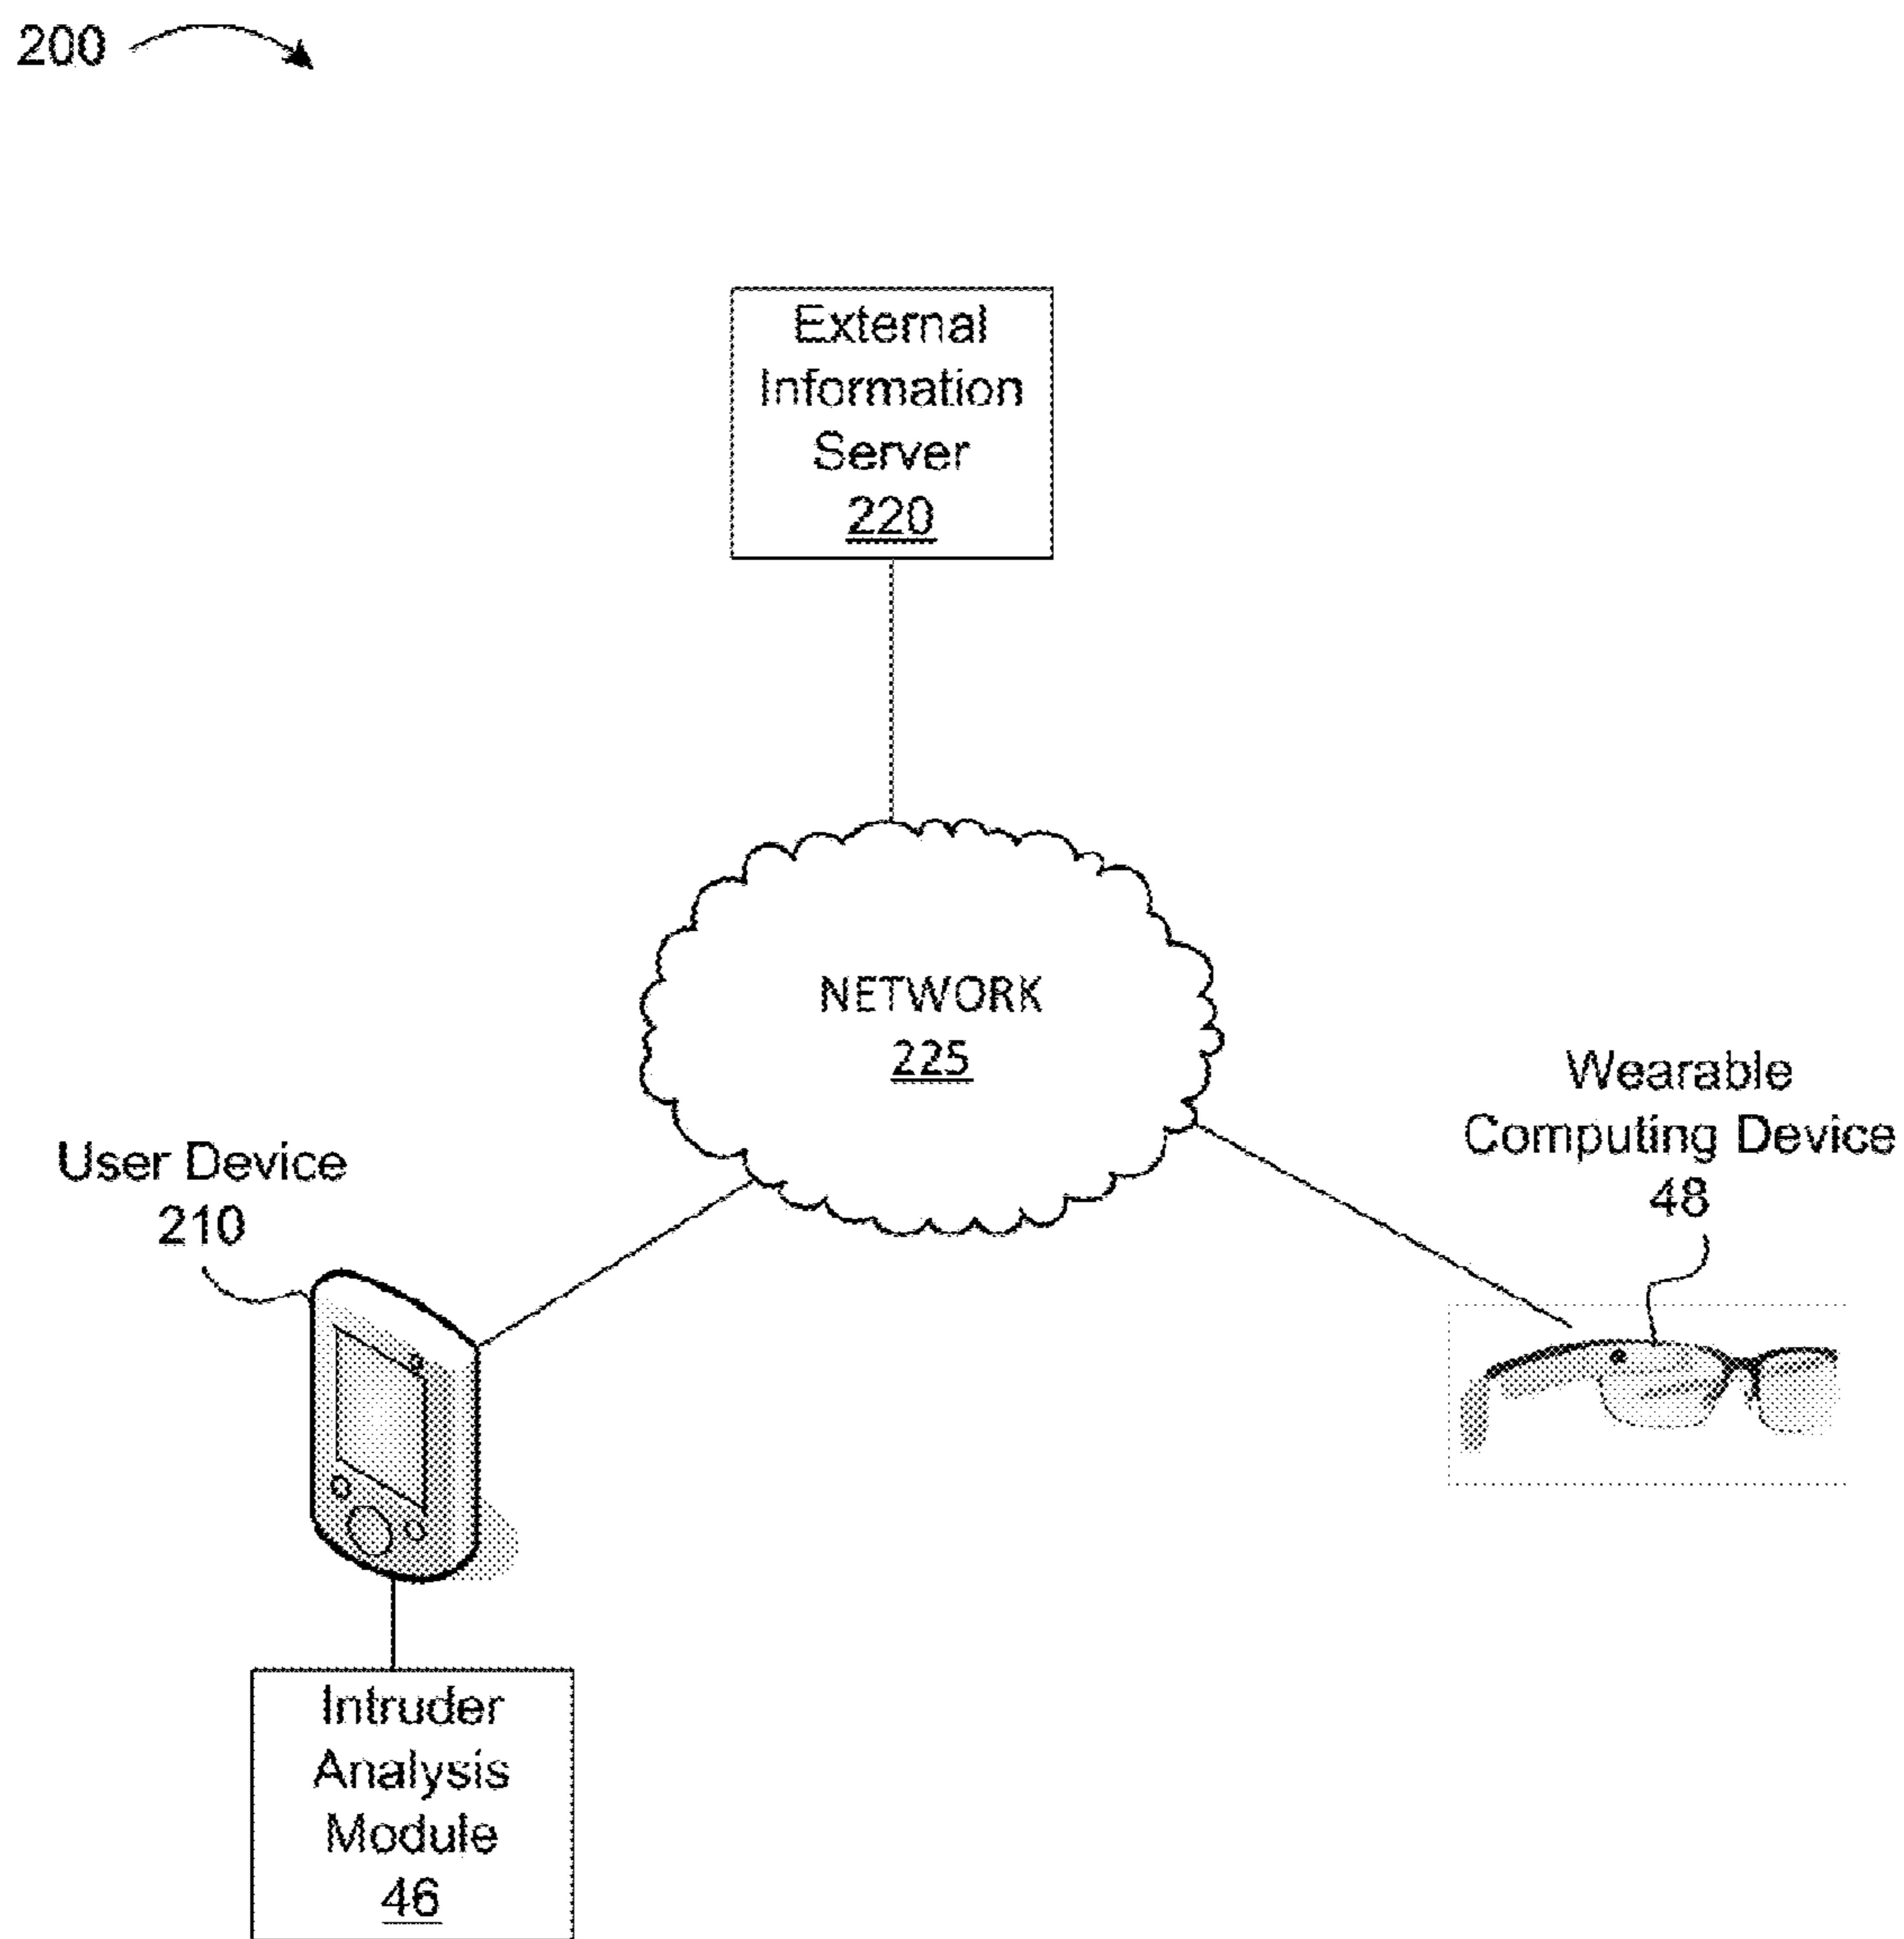 200
External
Information
Server
220
NETWORK
225
Wearable
Computing Device
48
User Device
210
Intruder
Analysis
Module
46